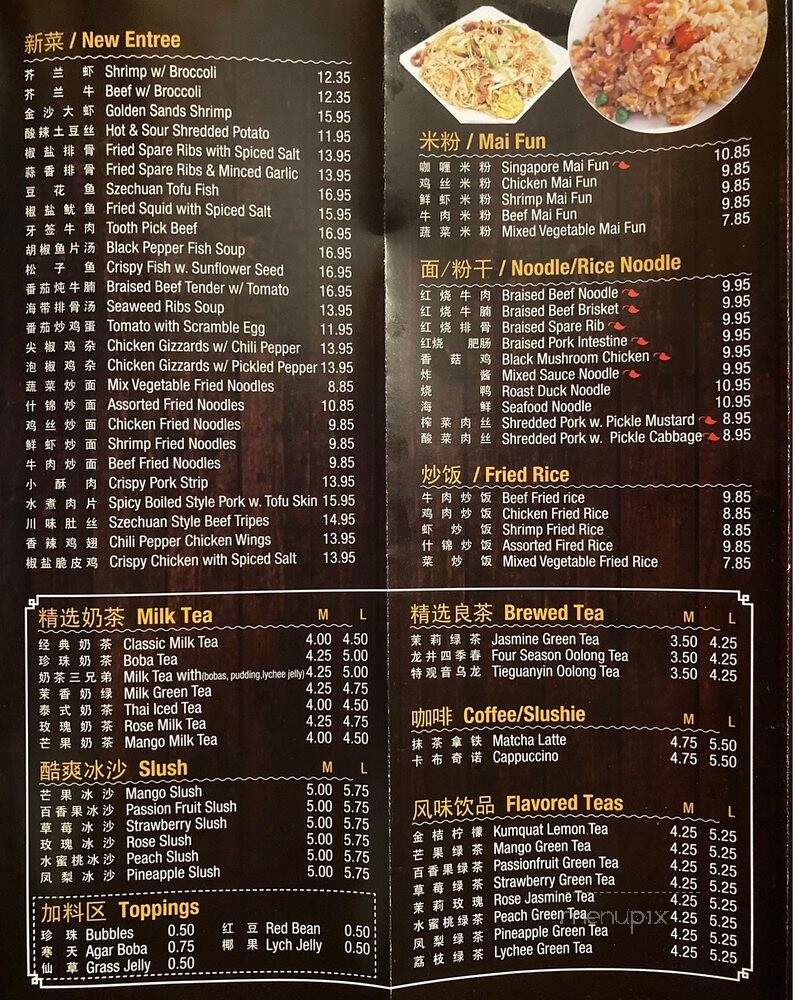 新菜 / New Entree
芥兰虾 Shrimp w/ Broccoli 12.35
芥兰牛 Beef w/ Broccoli 12.35
金沙大虾 Golden Sands Shrimp 15.95
酸辣土豆丝 Hot & Sour Shredded Potato 11.95
椒盐排骨 Fried Spare Ribs with Spiced Salt 13.95
蒜香排骨 Fried Spare Ribs & Minced Garlic 13.95
豆花鱼 Szechuan Tofu Fish 16.95
椒盐鱿鱼 Fried Squid with Spiced Salt 15.95
牙签牛肉 Tooth Pick Beef 16.95
胡椒鱼片汤 Black Pepper Fish Soup 16.95
松子鱼 Crispy Fish w. Sunflower Seed 16.95
番茄炖牛腩 Braised Beef Tender w/ Tomato 16.95
海带排骨汤 Seaweed Ribs Soup 13.95
番茄炒鸡蛋 Tomato with Scramble Egg 11.95
尖椒鸡杂 Chicken Gizzards w/ Chili Pepper 13.95
泡椒鸡杂 Chicken Gizzards w/ Pickled Pepper 13.95
蔬菜炒面 Mix Vegetable Fried Noodles 8.85
什锦炒面 Assorted Fried Noodles 10.85
鸡丝炒面 Chicken Fried Noodles 9.85
鲜虾炒面 Shrimp Fried Noodles 9.85
牛肉炒面 Beef Fried Noodles 9.85
小酥肉 Crispy Pork Strip 13.95
水煮肉片 Spicy Boiled Style Pork w. Tofu Skin 15.95
川味肚丝 Szechuan Style Beef Tripes 14.95
香辣鸡翅 Chili Pepper Chicken Wings 13.95
椒盐脆皮鸡 Crispy Chicken with Spiced Salt 13.95
米粉 / Mai Fun
咖喱米粉 Singapore Mai Fun 10.85
鸡丝米粉 Chicken Mai Fun 9.85
鲜虾米粉 Shrimp Mai Fun 9.85
牛肉米粉 Beef Mai Fun 9.85
蔬菜米粉 Mixed Vegetable Mai Fun 7.85
面/粉干 / Noodle/Rice Noodle
红烧牛肉 Braised Beef Noodle 9.95
红烧牛腩 Braised Beef Brisket 9.95
红烧排骨 Braised Spare Rib 9.95
红烧肥肠 Braised Pork Intestine 9.95
香菇鸡 Black Mushroom Chicken 9.95
炸酱 Mixed Sauce Noodle 9.95
烧鸭 Roast Duck Noodle 10.95
海鲜 Seafood Noodle 10.95
榨菜肉丝 Shredded Pork w. Pickle Mustard 8.95
酸菜肉丝 Shredded Pork w. Pickle Cabbage 8.95
炒饭 / Fried Rice
牛肉炒饭 Beef Fried rice 9.85
鸡肉炒饭 Chicken Fried Rice 8.85
虾炒饭 Shrimp Fried Rice 9.85
什锦炒饭 Assorted Fired Rice 9.85
菜炒饭 Mixed Vegetable Fried Rice 7.85
精选奶茶 Milk Tea M L
经典奶茶 Classic Milk Tea 4.00 4.50
珍珠奶茶 Boba Tea 4.25 5.00
奶茶三兄弟 Milk Tea with(bobas, pudding,lychee jelly) 4.25 5.00
茉香奶绿 Milk Green Tea 4.25 4.75
泰式奶茶 Thai Iced Tea 4.00 4.50
玫瑰奶茶 Rose Milk Tea 4.25 4.75
芒果奶茶 Mango Milk Tea 4.00 4.50
酷爽冰沙 Slush M L
芒果冰沙 Mango Slush 5.00 5.75
百香果冰沙 Passion Fruit Slush 5.00 5.75
草莓冰沙 Strawberry Slush 5.00 5.75
玫瑰冰沙 Rose Slush 5.00 5.75
水蜜桃冰沙 Peach Slush 5.00 5.75
凤梨冰沙 Pineapple Slush 5.00 5.75
加料区 Toppings
珍珠 Bubbles 0.50 红豆 Red Bean 0.50
寒天 Agar Boba 0.75 椰果 Lych Jelly 0.50
仙草 Grass Jelly 0.50
精选良茶 Brewed Tea M L
茉莉绿茶 Jasmine Green Tea 3.50 4.25
龙井四季春 Four Season Oolong Tea 3.50 4.25
特观音乌龙 Tieguanyin Oolong Tea 3.50 4.25
咖啡 Coffee/Slushie M L
抹茶拿铁 Matcha Latte 4.75 5.50
卡布奇诺 Cappuccino 4.75 5.50
风味饮品 Flavored Teas M L
金桔柠檬 Kumquat Lemon Tea 4.25 5.25
芒果绿茶 Mango Green Tea 4.25 5.25
百香果绿茶 Passionfruit Green Tea 4.25 5.25
草莓绿茶 Strawberry Green Tea 4.25 5.25
茉莉玫瑰 Rose Jasmine Tea 4.25 5.25
水蜜桃绿茶 Peach Green Tea 4.25 5.25
凤梨绿茶 Pineapple Green Tea 4.25 5.25
荔枝绿茶 Lychee Green Tea 4.25 5.25
menupix